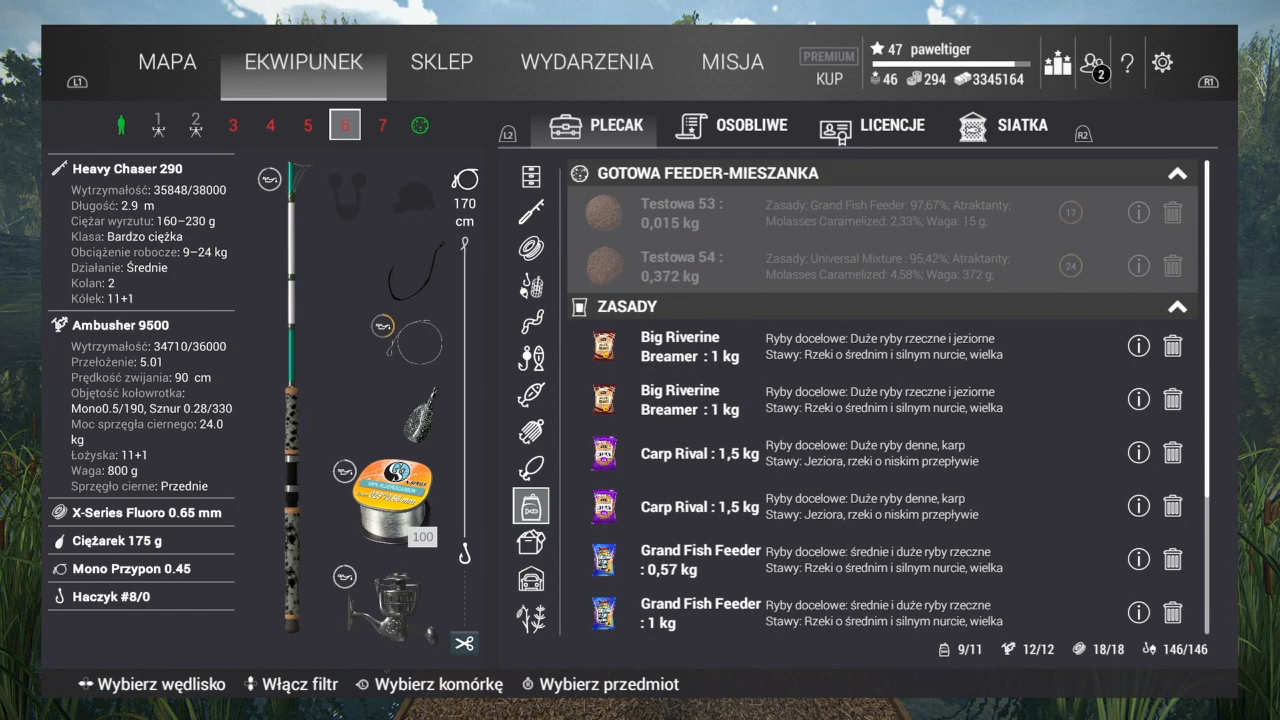 MAPA
EKWIPUNEK
SKLEP
WYDARZENIA
MISJA
PREMIUM
KUP
47 paweltiger
46 294 3345164
2
?
L1
R1
1 2 3 4 5 6 7
L2
PLECAK
OSOBLIWE
LICENCJE
SIATKA
R2
Heavy Chaser 290
Wytrzymałość: 35848/38000
Długość: 2.9 m
Ciężar wyrzutu: 160–230 g
Klasa: Bardzo ciężka
Obciążenie robocze: 9–24 kg
Działanie: Średnie
Kolan: 2
Kółek: 11+1
Ambusher 9500
Wytrzymałość: 34710/36000
Przełożenie: 5.01
Prędkość zwijania: 90 cm
Objętość kołowrotka:
Mono0.5/190, Sznur 0.28/330
Moc sprzęgła ciernego: 24.0
kg
Łożyska: 11+1
Waga: 800 g
Sprzęgło cierne: Przednie
X-Series Fluoro 0.65 mm
Ciężarek 175 g
Mono Przypon 0.45
Haczyk #8/0
170
cm
100
GOTOWA FEEDER-MIESZANKA
Testowa 53 :
0,015 kg
Zasady; Grand Fish Feeder: 97,67%; Atraktanty;
Molasses Caramelized: 2,33%; Waga: 15 g;
17
Testowa 54 :
0,372 kg
Zasady; Universal Mixture : 95,42%; Atraktanty;
Molasses Caramelized: 4,58%; Waga: 372 g;
24
ZASADY
Big Riverine
Breamer : 1 kg
Ryby docelowe: Duże ryby rzeczne i jeziorne
Stawy: Rzeki o średnim i silnym nurcie, wielka
Big Riverine
Breamer : 1 kg
Ryby docelowe: Duże ryby rzeczne i jeziorne
Stawy: Rzeki o średnim i silnym nurcie, wielka
Carp Rival : 1,5 kg
Ryby docelowe: Duże ryby denne, karp
Stawy: Jeziora, rzeki o niskim przepływie
Carp Rival : 1,5 kg
Ryby docelowe: Duże ryby denne, karp
Stawy: Jeziora, rzeki o niskim przepływie
Grand Fish Feeder
: 0,57 kg
Ryby docelowe: średnie i duże ryby rzeczne
Stawy: Rzeki o średnim i silnym nurcie, wielka
Grand Fish Feeder
: 1 kg
Ryby docelowe: średnie i duże ryby rzeczne
Stawy: Rzeki o średnim i silnym nurcie, wielka
9/11 12/12 18/18 146/146
Wybierz wędlisko
Włącz filtr
Wybierz komórkę
Wybierz przedmiot